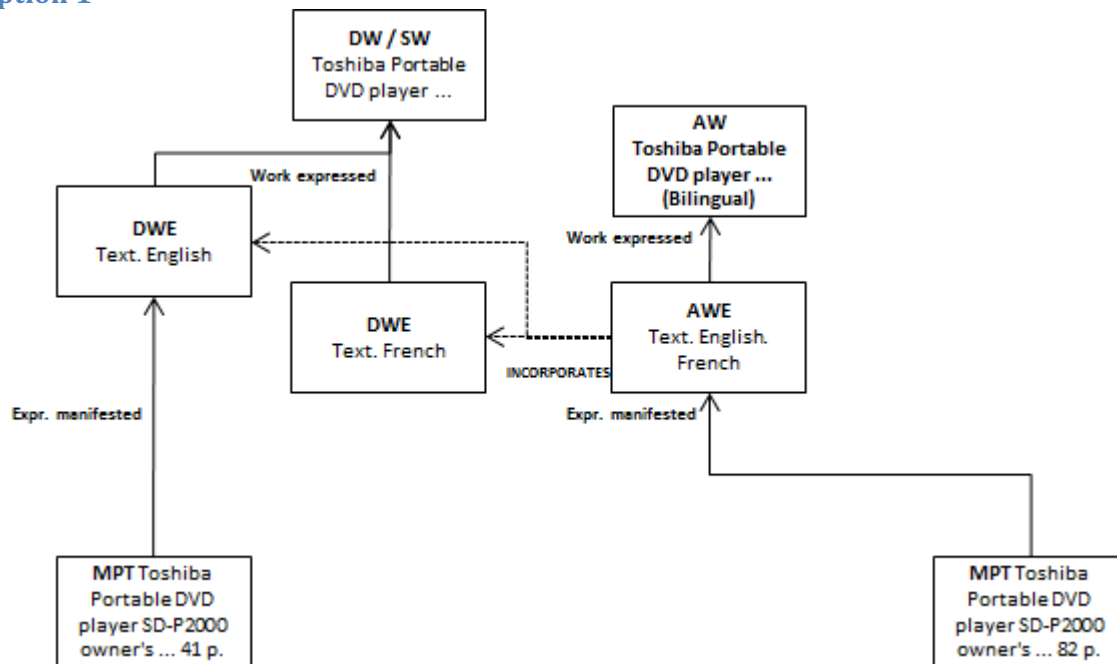 DW / SW
Toshiba Portable
DVD player ...
AW
Toshiba Portable
DVD player ...
(Bilingual)
Work expressed
DWE
Text. English
Work expressed
DWE
Text. French
AWE
Text. English.
French
INCORPORATES
Expr. manifested
Expr. manifested
MPT Toshiba
Portable DVD
player SD-P2000
owner's ... 41 p.
MPT Toshiba
Portable DVD
player SD-P2000
owner's ... 82 p.